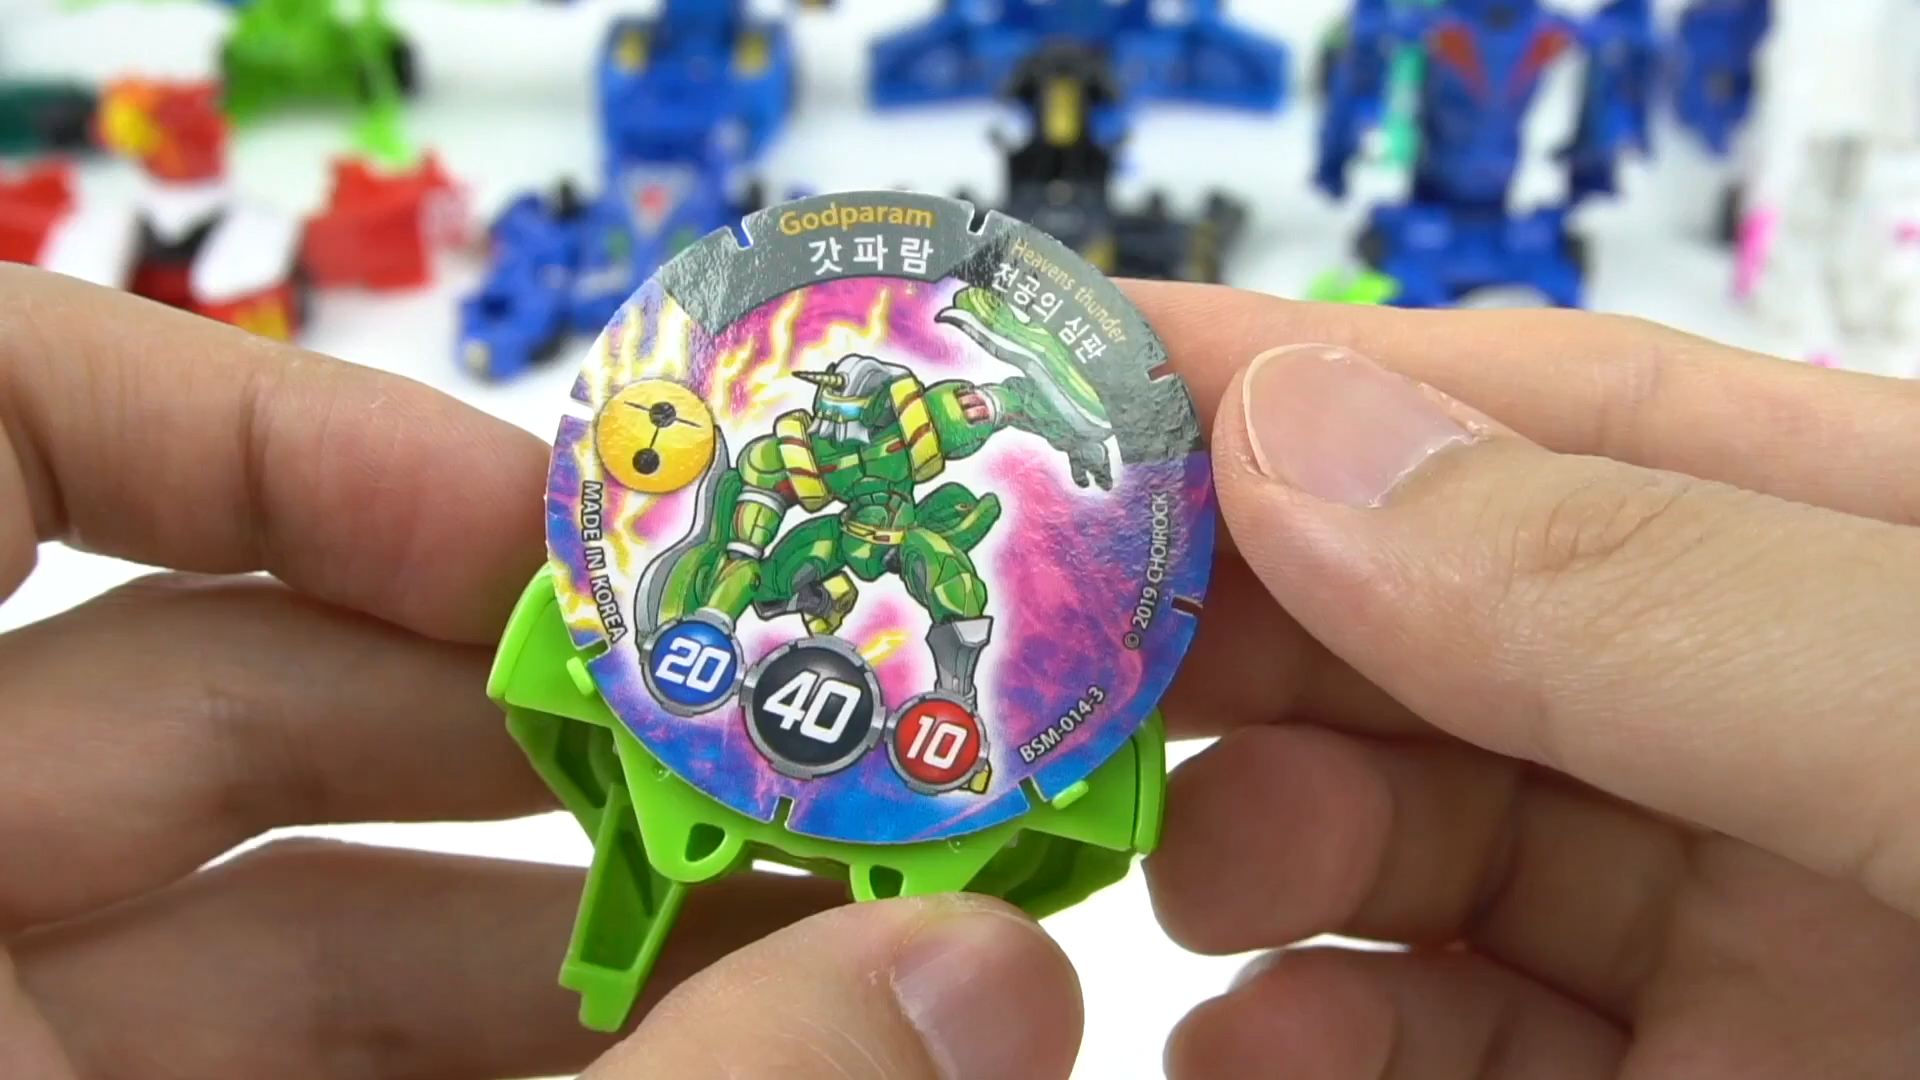 Godparam
갓파람
Heavens thunder
천공의 심판
MADE IN KOREA
© 2019 CHOIROCK
20
40
10
BSM-014-3